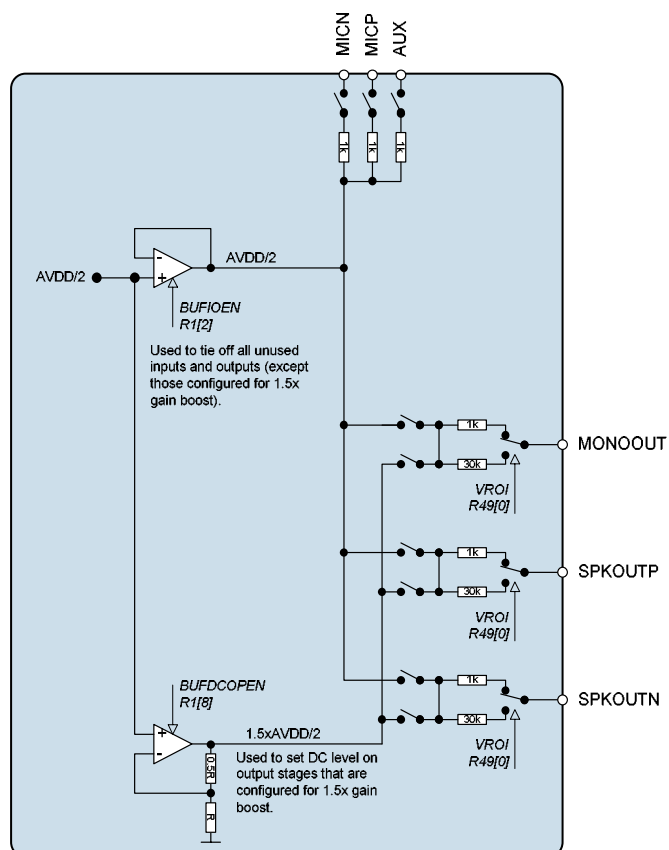 MICN
MICP
AUX
1k
1k
1k
AVDD/2
-
+
AVDD/2
BUFIOEN
R1[2]
Used to tie off all unused
inputs and outputs (except
those configured for 1.5x
gain boost).
1k
30k
MONOOUT
VROI
R49[0]
1k
30k
SPKOUTP
VROI
R49[0]
1k
30k
SPKOUTN
VROI
R49[0]
BUFDCOPEN
R1[8]
+
-
1.5xAVDD/2
0.5R
R
Used to set DC level on
output stages that are
configured for 1.5x gain
boost.